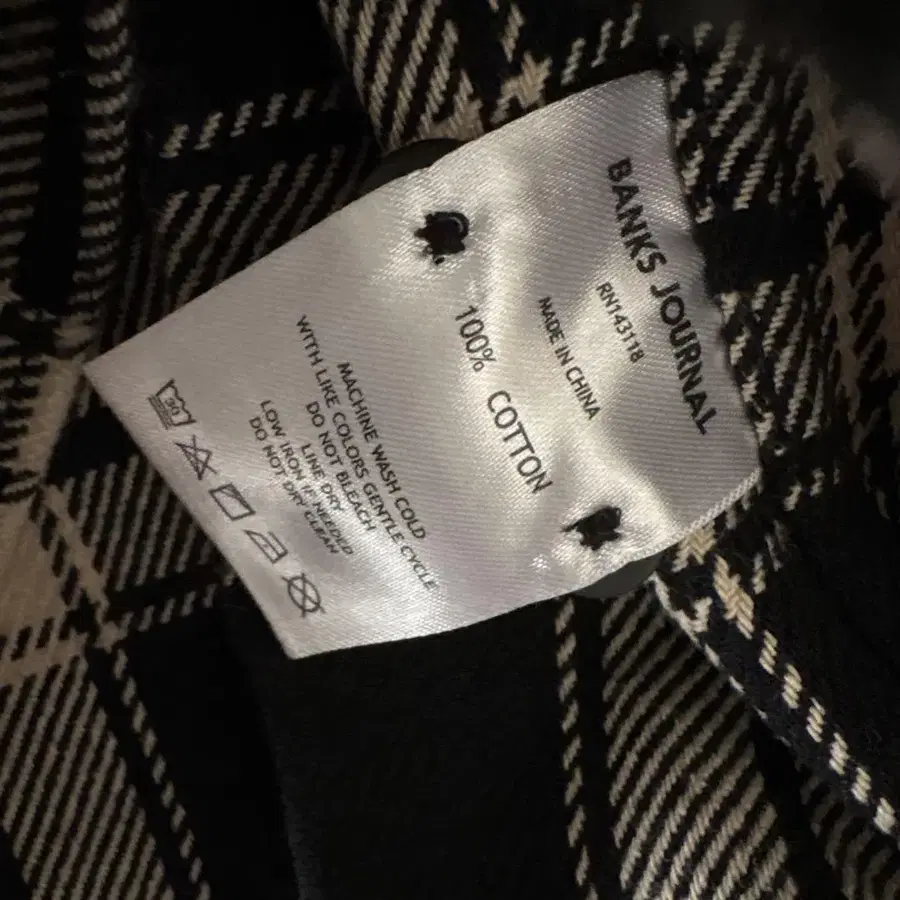 BANKS JOURNAL
RN143118
MADE IN CHINA
100% COTTON
MACHINE WASH COLD
WITH LIKE COLORS GENTLE CYCLE
DO NOT BLEACH
LINE DRY
LOW IRON IF NEEDED
DO NOT DRY CLEAN
30